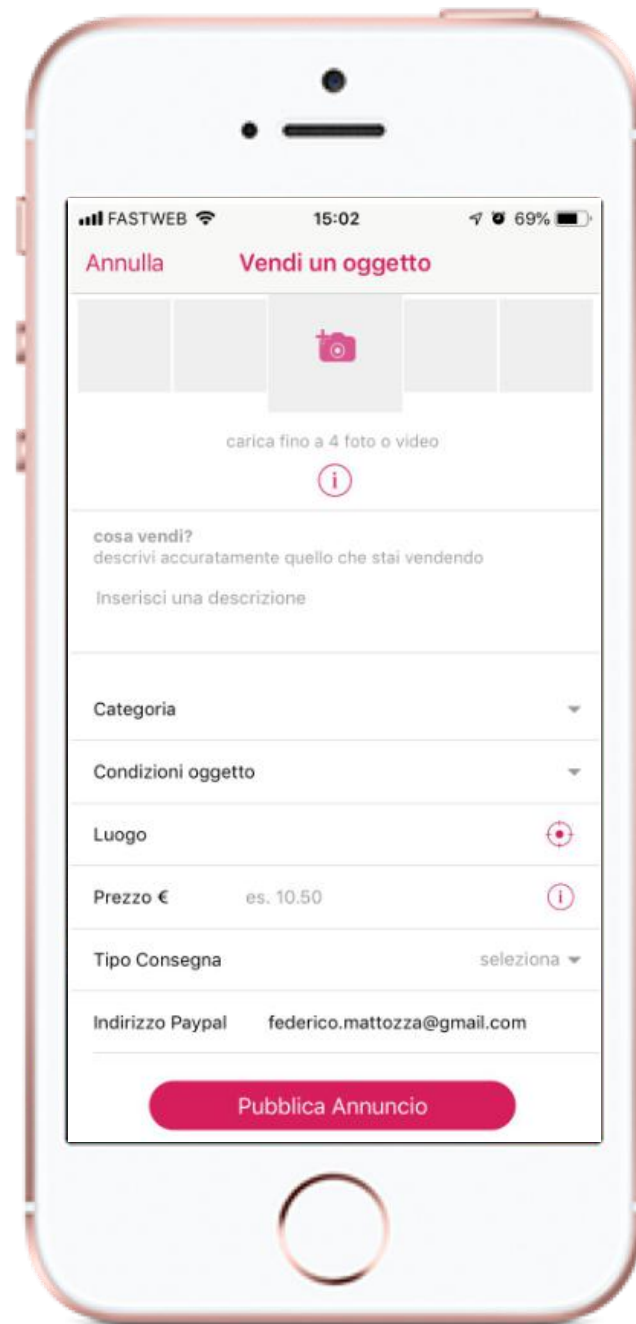 FASTWEB 15:02 69%
Annulla Vendi un oggetto
carica fino a 4 foto o video
i
cosa vendi?
descrivi accuratamente quello che stai vendendo
Inserisci una descrizione
Categoria
Condizioni oggetto
Luogo
Prezzo € es. 10.50 i
Tipo Consegna seleziona
Indirizzo Paypal federico.mattozza@gmail.com
Pubblica Annuncio